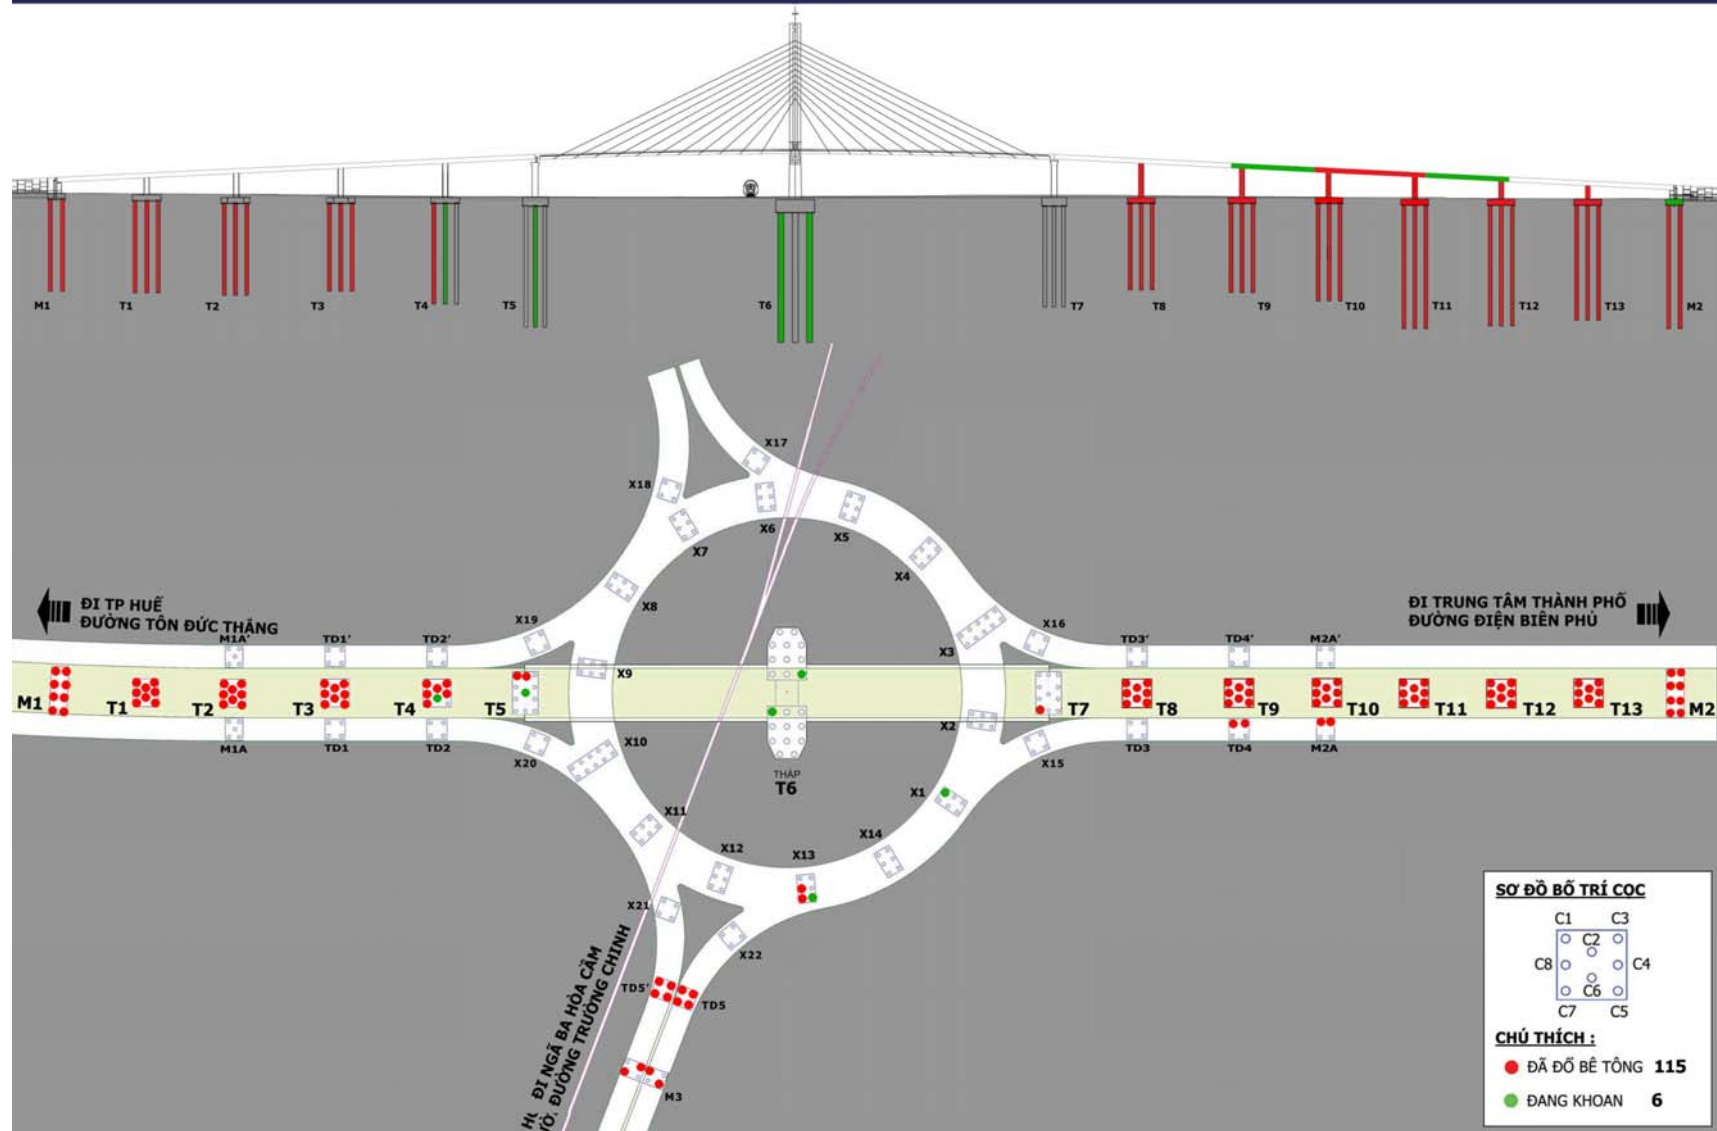 M1
T1
T2
T3
T4
T5
T6
T7
T8
T9
T10
T11
T12
T13
M2
X17
X18
X6
X5
X7
X4
X8
ĐI TP HUẾ
ĐƯỜNG TÔN ĐỨC THẮNG
ĐI TRUNG TÂM THÀNH PHỐ
ĐƯỜNG ĐIỆN BIÊN PHỦ
X19
X16
M1A'
TD1'
TD2'
X3
TD3'
TD4'
M2A'
X9
M1
T1
T2
T3
T4
T5
T7
T8
T9
T10
T11
T12
T13
M2
X2
M1A
TD1
TD2
X20
X10
X15
TD3
TD4
M2A
THÁP
T6
X1
X11
X14
X12
X13
X21
X22
TD5'
TD5
M3
ĐI NGÃ BA HÒA CẦM
ĐƯỜNG TRƯỜNG CHINH
SƠ ĐỒ BỐ TRÍ CỌC
C1 C3
C2
C8 C4
C6
C7 C5
CHÚ THÍCH :
ĐÃ ĐỔ BÊ TÔNG 115
ĐANG KHOAN 6